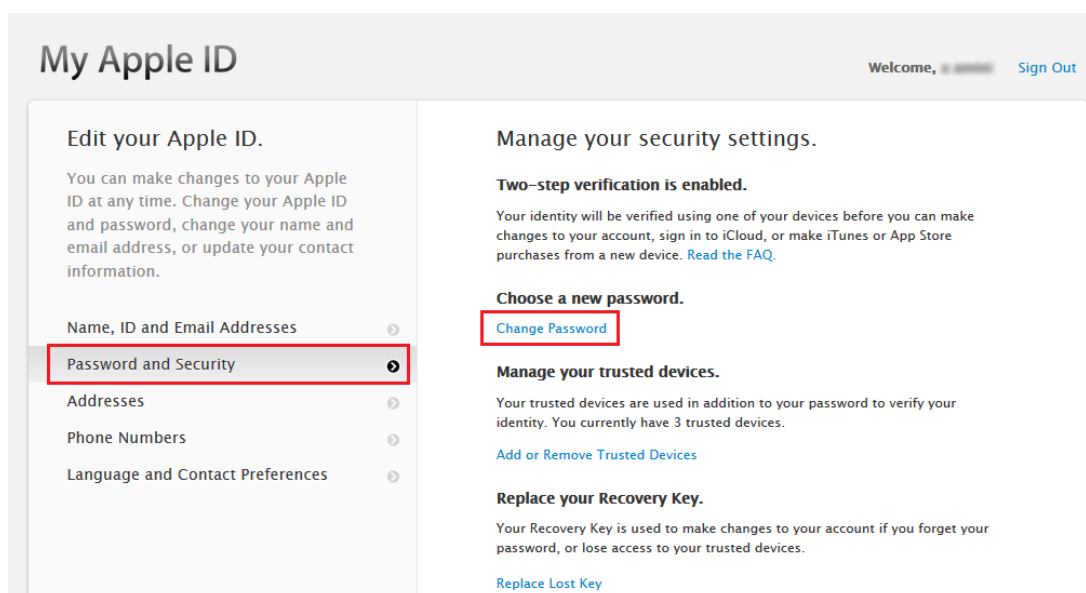 My Apple ID
Welcome,
Sign Out
Edit your Apple ID.
You can make changes to your Apple
ID at any time. Change your Apple ID
and password, change your name and
email address, or update your contact
information.
Name, ID and Email Addresses
Password and Security
Addresses
Phone Numbers
Language and Contact Preferences
Manage your security settings.
Two-step verification is enabled.
Your identity will be verified using one of your devices before you can make
changes to your account, sign in to iCloud, or make iTunes or App Store
purchases from a new device. Read the FAQ.
Choose a new password.
Change Password
Manage your trusted devices.
Your trusted devices are used in addition to your password to verify your
identity. You currently have 3 trusted devices.
Add or Remove Trusted Devices
Replace your Recovery Key.
Your Recovery Key is used to make changes to your account if you forget your
password, or lose access to your trusted devices.
Replace Lost Key